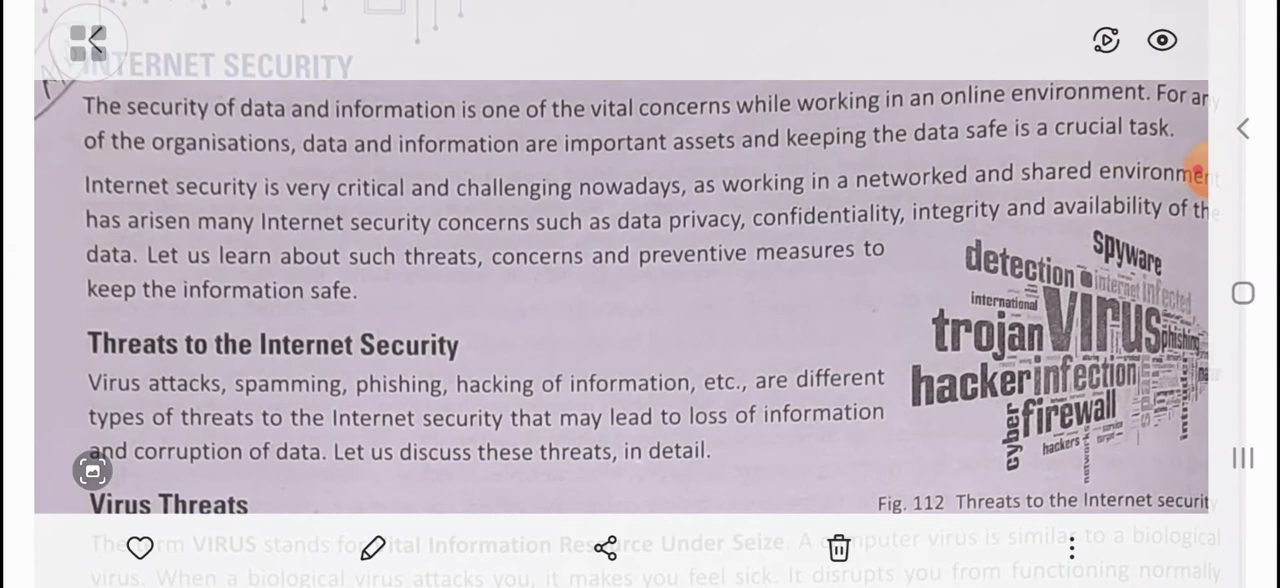 INTERNET SECURITY
The security of data and information is one of the vital concerns while working in an online environment. For any
of the organisations, data and information are important assets and keeping the data safe is a crucial task.
Internet security is very critical and challenging nowadays, as working in a networked and shared environment
has arisen many Internet security concerns such as data privacy, confidentiality, integrity and availability of the
data. Let us learn about such threats, concerns and preventive measures to
keep the information safe.
Spyware
detection
internet infected
international
virus
trojan
phishing
hacker infection
firewall
cyber
hackers
service
target
network
intruder
Threats to the Internet Security
Virus attacks, spamming, phishing, hacking of information, etc., are different
types of threats to the Internet security that may lead to loss of information
and corruption of data. Let us discuss these threats, in detail.
Fig. 112 Threats to the Internet security
Virus Threats
The term VIRUS stands for Vital Information Resource Under Seize. A computer virus is similar to a biological
virus. When a biological virus attacks you, it makes you feel sick. It disrupts you from functioning normally